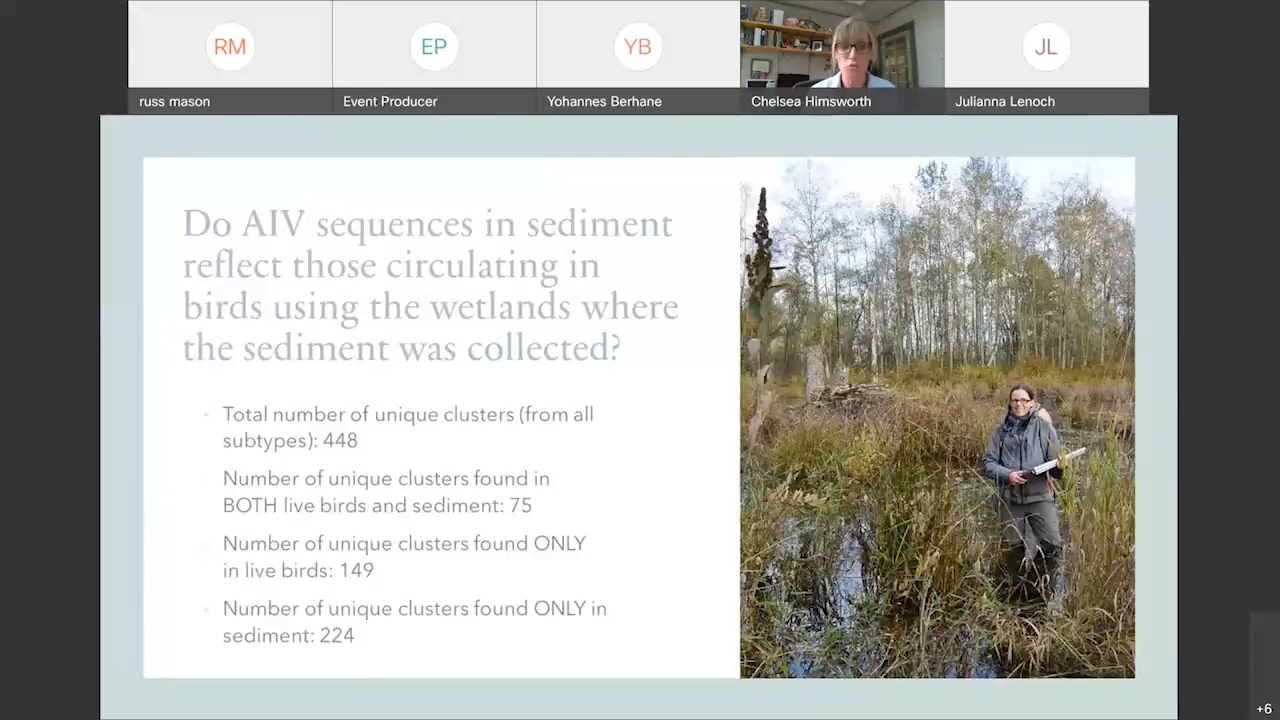 RM
EP
YB
JL
russ mason
Event Producer
Yohannes Berhane
Chelsea Himsworth
Julianna Lenoch
Do AIV sequences in sediment
reflect those circulating in
birds using the wetlands where
the sediment was collected?
Total number of unique clusters (from all
subtypes): 448
Number of unique clusters found in
BOTH live birds and sediment: 75
Number of unique clusters found ONLY
in live birds: 149
Number of unique clusters found ONLY in
sediment: 224
+6